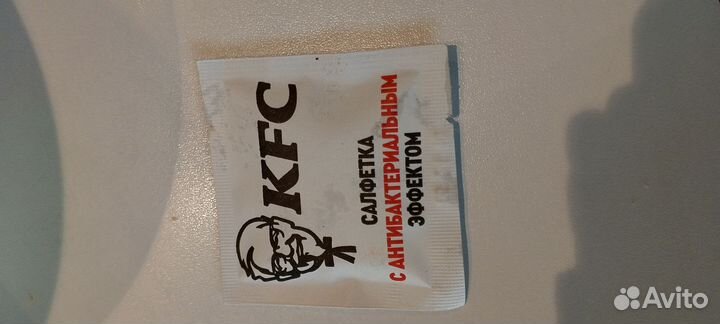 KFC
САЛФЕТКА
С АНТИБАКТЕРИАЛЬНЫМ
ЭФФЕКТОМ
Avito